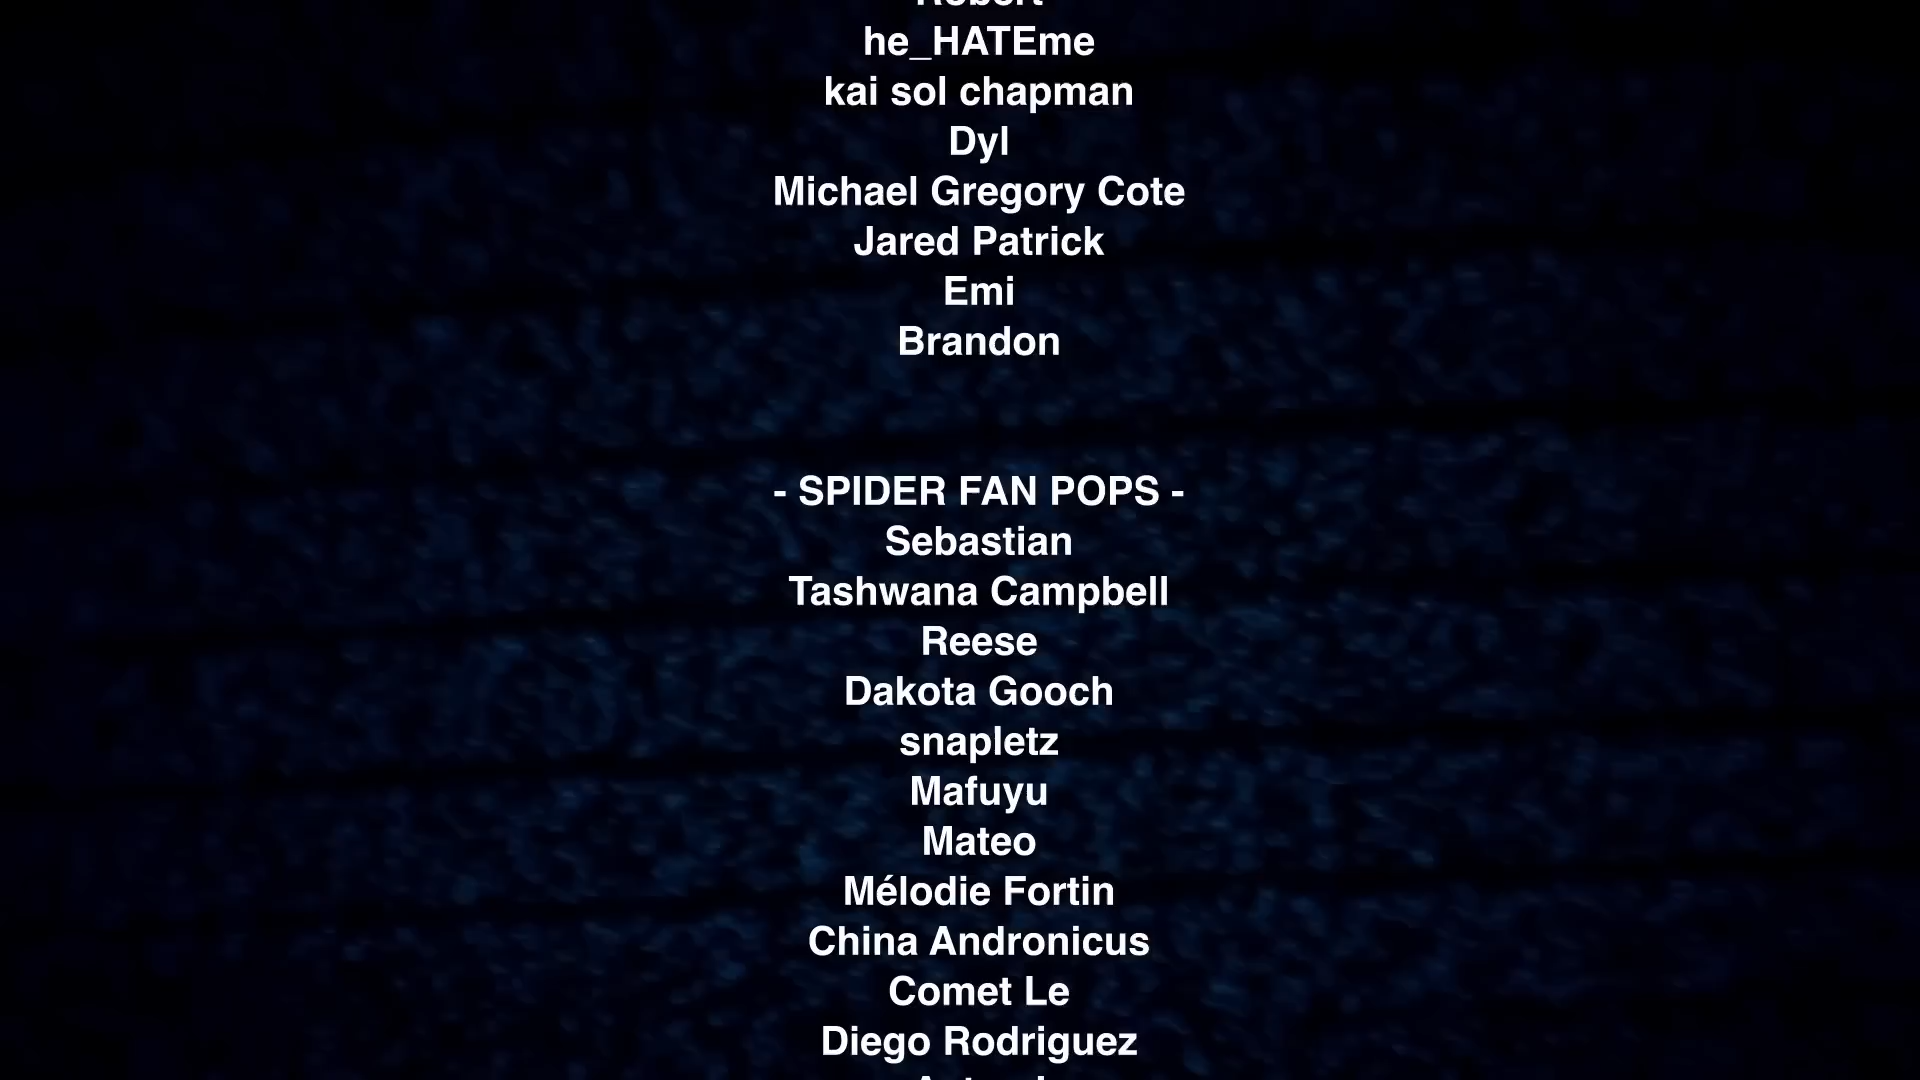 Robert
he_HATEme
kai sol chapman
Dyl
Michael Gregory Cote
Jared Patrick
Emi
Brandon
- SPIDER FAN POPS -
Sebastian
Tashwana Campbell
Reese
Dakota Gooch
snapletz
Mafuyu
Mateo
Mélodie Fortin
China Andronicus
Comet Le
Diego Rodriguez